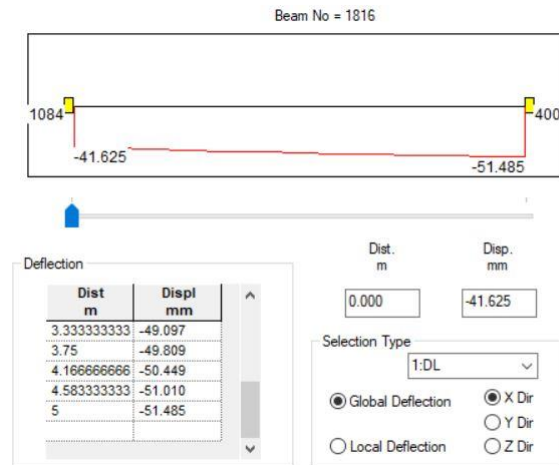 Beam No = 1816
1084
400
-41.625
-51.485
Dist.
m
Disp.
mm
0.000
-41.625
Deflection
Dist
m
Displ
mm
3.333333333 -49.097
3.75 -49.809
4.166666666 -50.449
4.583333333 -51.010
5 -51.485
Selection Type
1:DL
Global Deflection
X Dir
Y Dir
Local Deflection
Z Dir